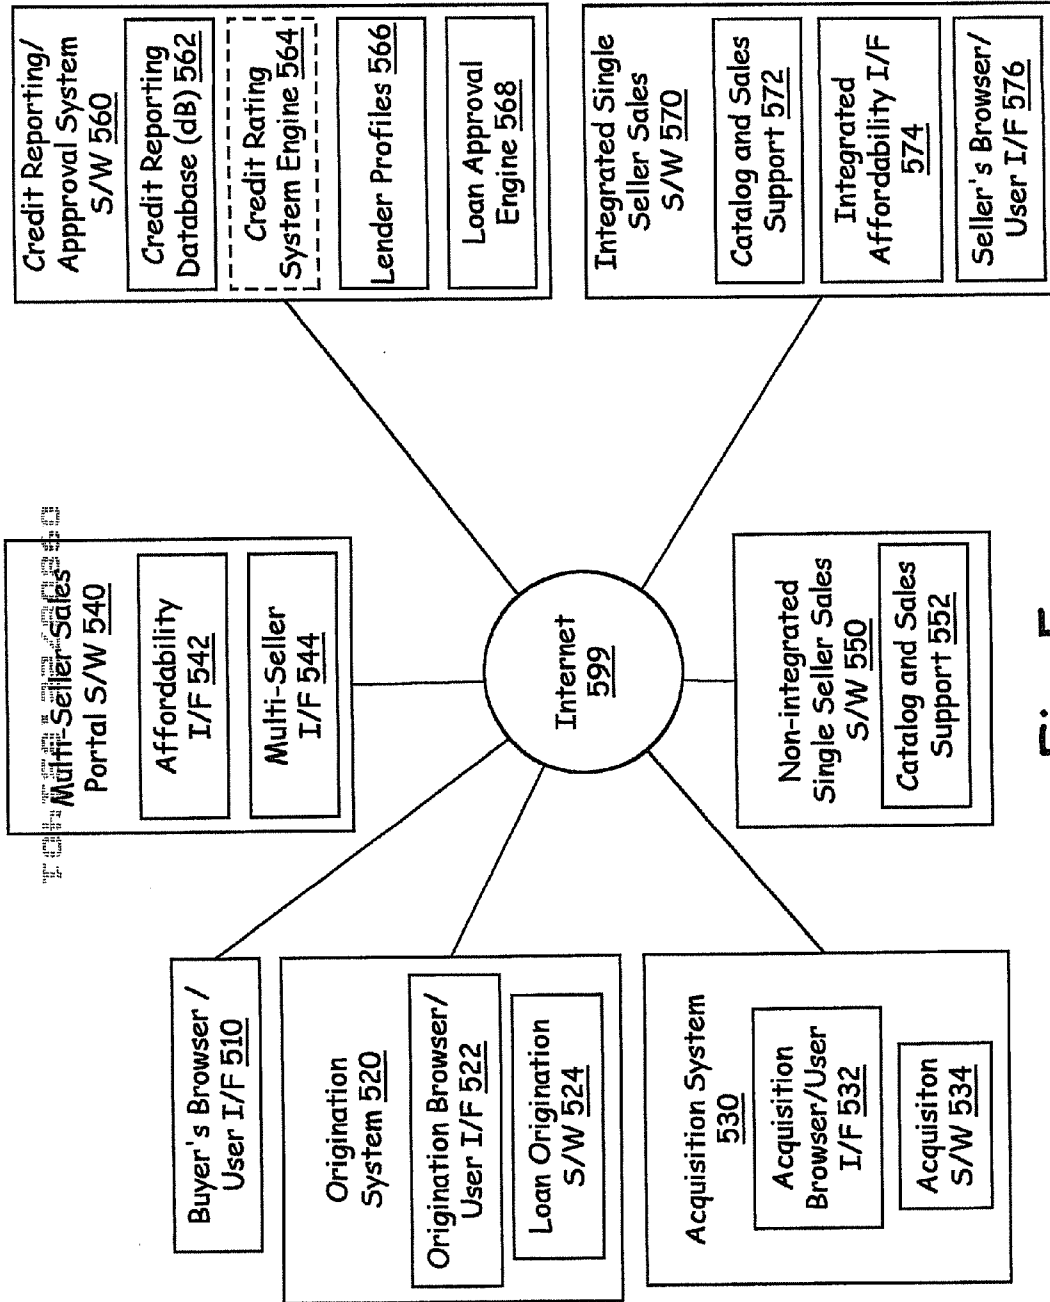 Buyer's Browser /
User I/F 510
Origination
System 520
Origination Browser/
User I/F 522
Loan Origination
S/W 524
Acquisition System
530
Acquisition
Browser/User
I/F 532
Acquisiton
S/W 534
Multi-Seller Sales
Portal S/W 540
Affordability
I/F 542
Multi-Seller
I/F 544
Internet
599
Non-integrated
Single Seller Sales
S/W 550
Catalog and Sales
Support 552
Credit Reporting/
Approval System
S/W 560
Credit Reporting
Database (dB) 562
Credit Rating
System Engine 564
Lender Profiles 566
Loan Approval
Engine 568
Integrated Single
Seller Sales
S/W 570
Catalog and Sales
Support 572
Integrated
Affordability I/F
574
Seller's Browser/
User I/F 576